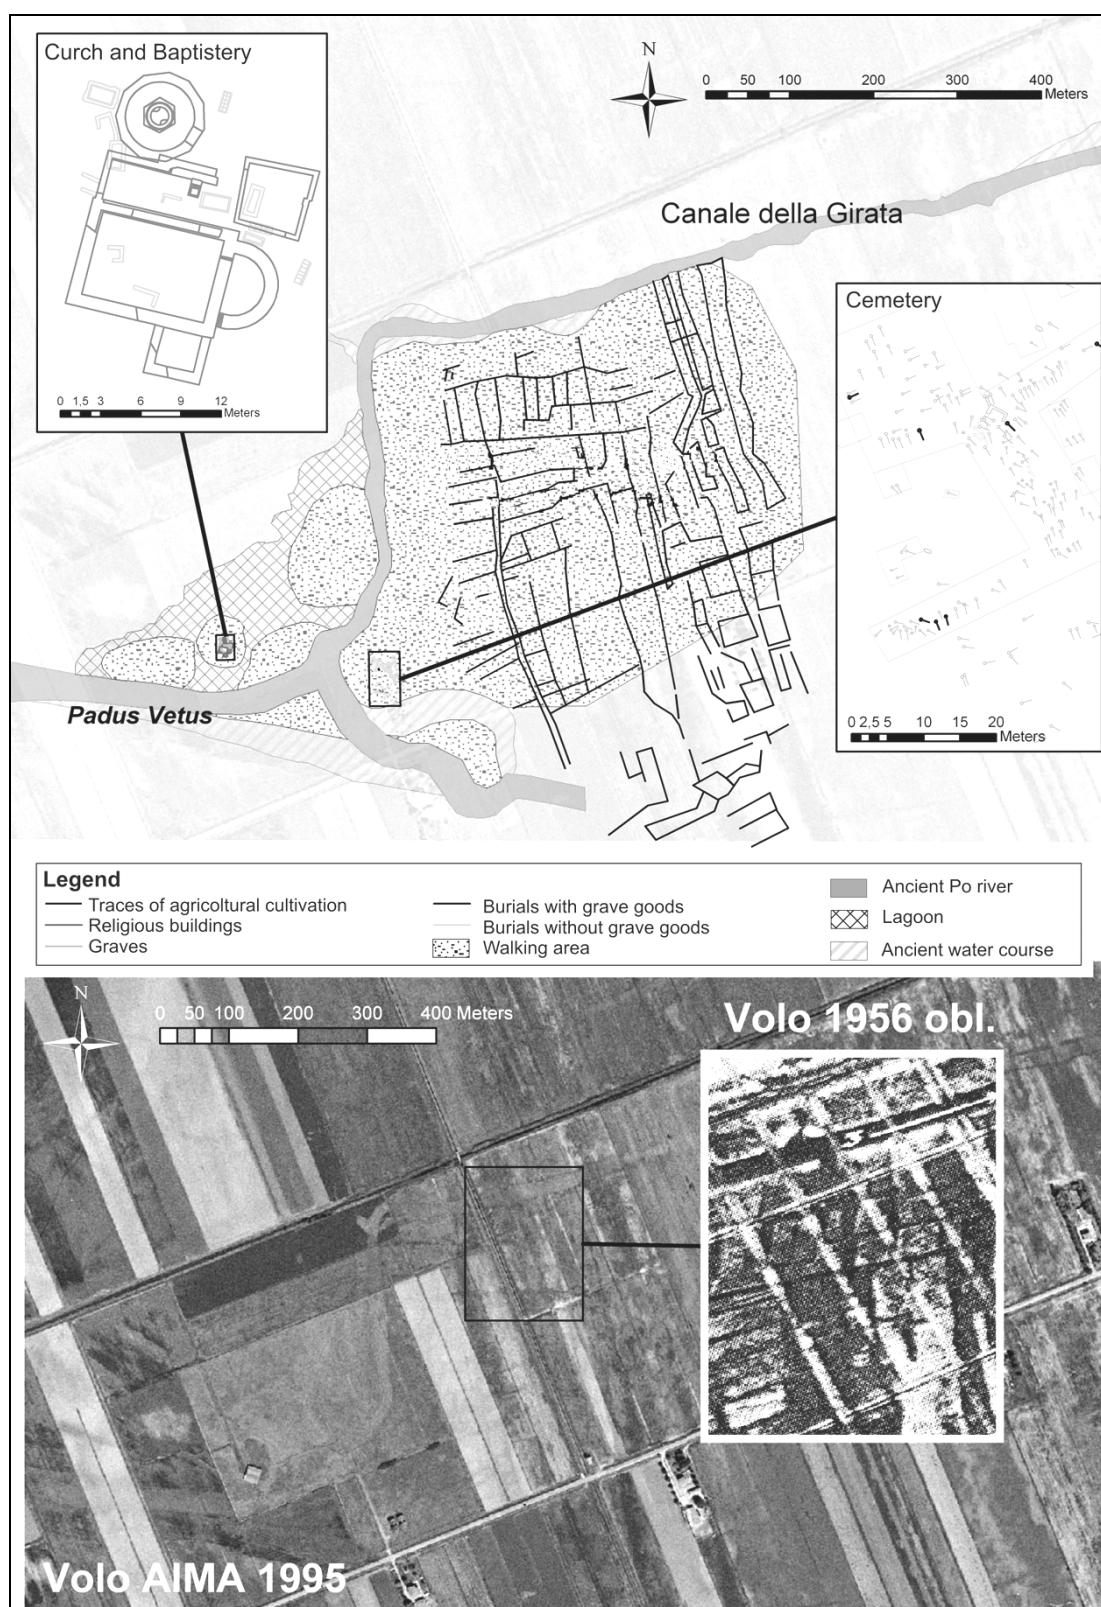 Curch and Baptistery
0 1,5 3 6 9 12
Meters
N
0 50 100 200 300 400
Meters
Canale della Girata
Cemetery
0 2,5 5 10 15 20
Meters
Padus Vetus
Legend
Traces of agricoltural cultivation
Religious buildings
Graves
Burials with grave goods
Burials without grave goods
Walking area
Ancient Po river
Lagoon
Ancient water course
N
0 50 100 200 300 400 Meters
Volo 1956 obl.
Volo AIMA 1995